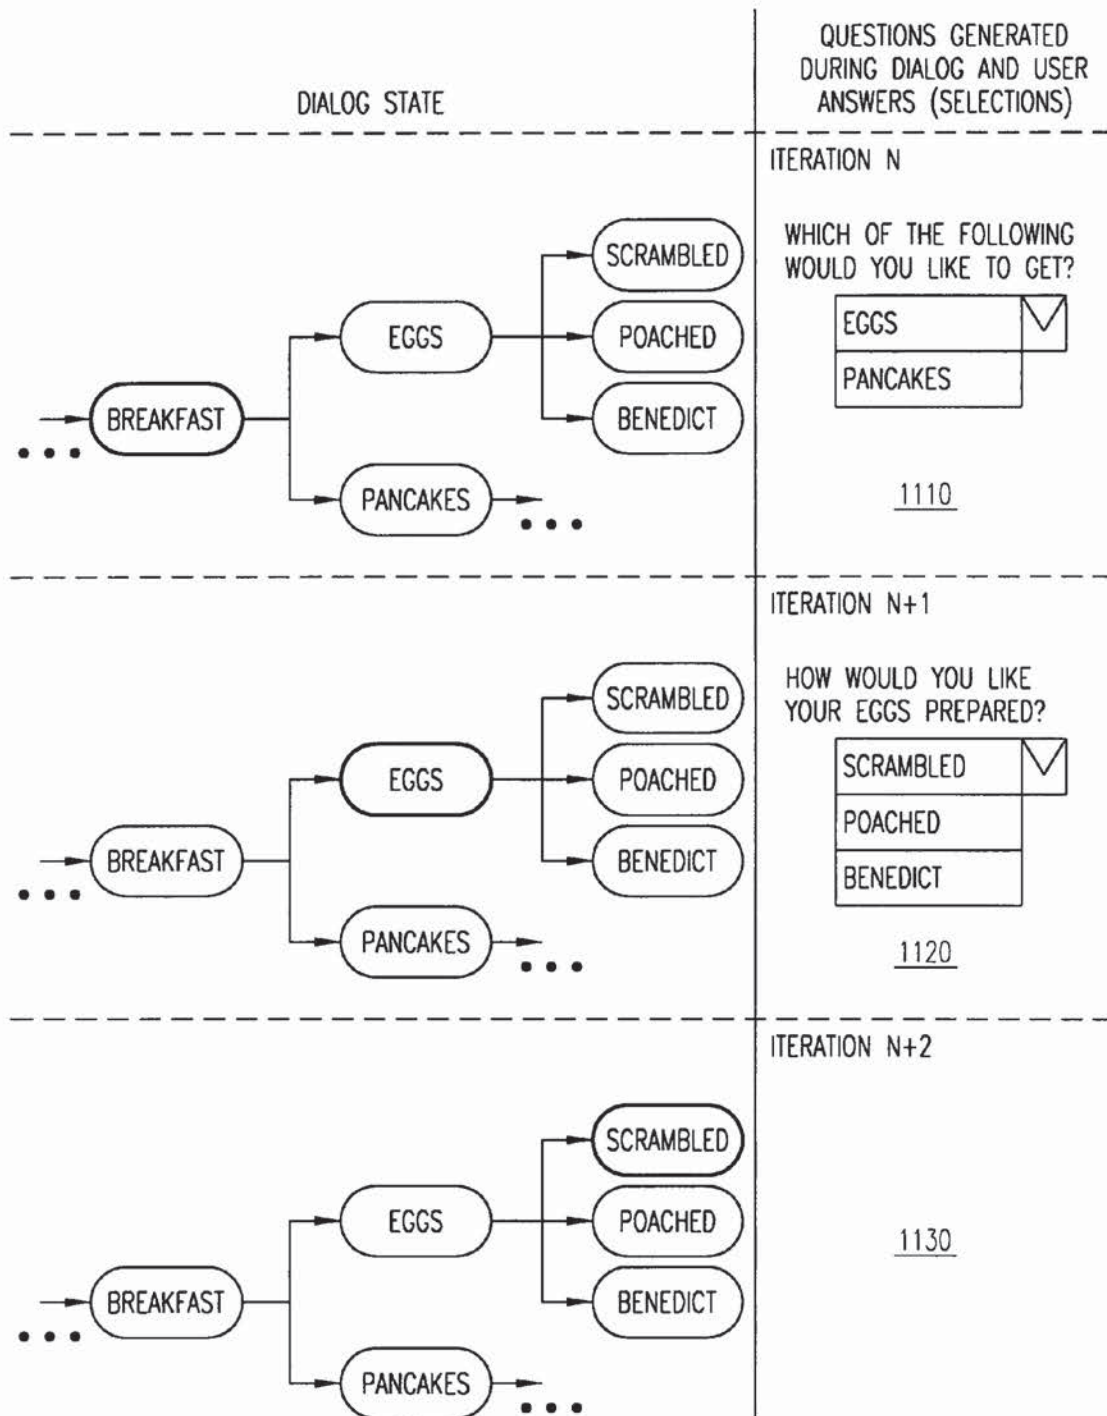 DIALOG STATE
QUESTIONS GENERATED
DURING DIALOG AND USER
ANSWERS (SELECTIONS)
ITERATION N
BREAKFAST
EGGS
PANCAKES
SCRAMBLED
POACHED
BENEDICT
WHICH OF THE FOLLOWING
WOULD YOU LIKE TO GET?
EGGS
PANCAKES
1110
ITERATION N+1
BREAKFAST
EGGS
PANCAKES
SCRAMBLED
POACHED
BENEDICT
HOW WOULD YOU LIKE
YOUR EGGS PREPARED?
SCRAMBLED
POACHED
BENEDICT
1120
ITERATION N+2
BREAKFAST
EGGS
PANCAKES
SCRAMBLED
POACHED
BENEDICT
1130